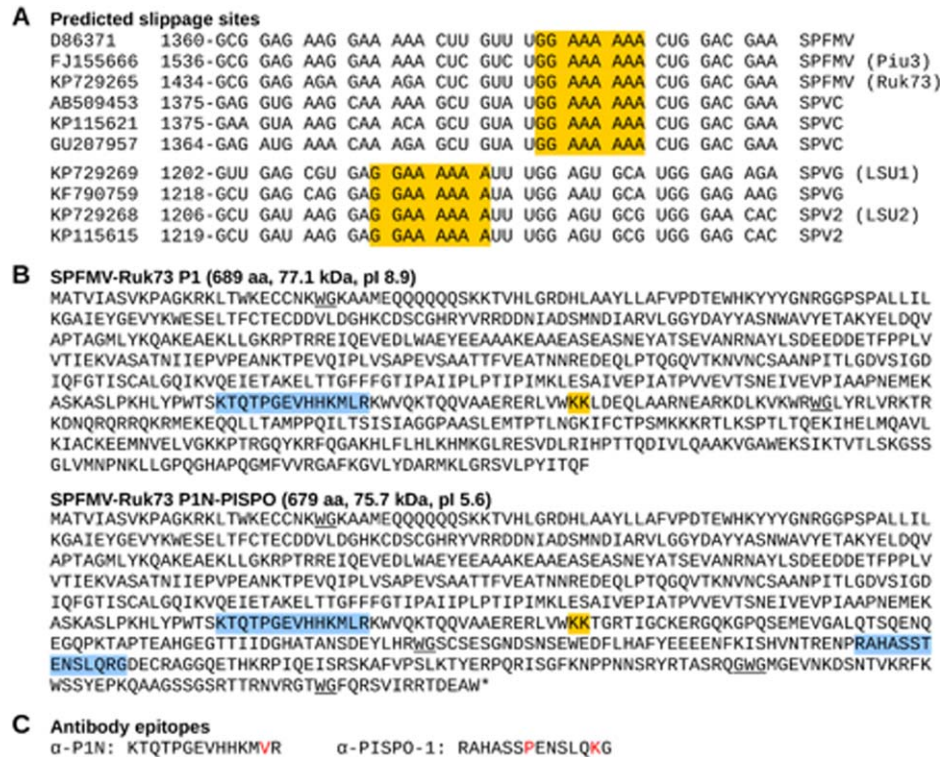 A Predicted slippage sites
D86371 1360-GCG GAG AAG GAA AAA CUU GUU UGG AAA AAA CUG GAC GAA SPFMV
FJ155666 1536-GCG GGA GAA GAA AAA CUC GUC UGG AAA AAA CUG GAC GAA SPFMV (Piu3)
KP729265 1434-GCG GAG AGA GAA AGA CUC GUU UGG AAA AAA CUG GAC GAA SPFMV (Ruk73)
AB509453 1375-GAG GUG AAG CAA AAA GCU GUA UGG AAA AAA CUG GAC GAA SPVC
KP115621 1375-GAA GUA AAG CAA ACA GCU GUA UGG AAA AAA CUG GAC GAA SPVC
GU207957 1364-GAG AUG AAA CAA AGA GCU UAU UGG AAA AAA CUG GAC GAA SPVC
KP729269 1202-GUU GAG CGU GAG GAA AAA AUU UGG AGU GCA UGG GAG AGA SPVG (LSU1)
KF790759 1218-GCU GAG CAG GAG GAA AAA AUA UGG AAU GCA UGG GAG AAG SPVG
KP729268 1206-GCU GAU AAG GAG GAA AAA AUU UGG AGU GCG UGG GAA CAC SPV2 (LSU2)
KP115615 1219-GCU GAU AAG GAG GAA AAA AUU UGG AGU GCG UGG GAG CAC SPV2
B SPFMV-Ruk73 P1 (689 aa, 77.1 kDa, pI 8.9)
MATVIASVKPAGKRKLTWKECCNKWGKAAMEQQQQQQSKKTVHLGRDHLAAYLLAFVPDTEWHKYYYGNRGGPSPALLIL
KGAIEYGEVYKWESELTFCTECDDVLDGHKCDSCGHRYVRRDDNIADSMNDIARVLGGYDAYYASNWAVYETAKYELDQV
APTAGMLYKQAKEAEKLLGKRPTRREIQEVEDLWAEYEEAAAKEAAEASEASNEYATSEVANRNAYLSDEEDDETFPPLV
VTIEKVASATNIIEPVPEANKTPEVQIPLVSAPEVSAATTFVEATNNREDEQLPTQGQVTKNVNCSAANPITLGDVSIGD
IQFGTISCALGQIKVQEIETAKELTTGFFFGTIPAIIPLPTIPIMKLESAIVEPIATPVVEVTSNEIVEVPIAAPNEMEK
ASKASLPKHLYPWTSKTQTPGEVHHKMLRKWVQKTQQVAAERERLVWKKLDEQLAARNEARKDLKVKWRWGLYRLVRKTR
KDNQRQRRQKRMEKEQQLLTAMPPQILTSISIAGGPAASLEMTPTLNGKIFCTPSMKKKRTLKSPTLTQEKIHELMQAVL
KIACKEEMNVELVGKKPTRGQYKRFQGAKHLFLHLKHMKGLRESVDLRIHPTTQDIVLQAAKVGAWEKSIKTVTLSKGSS
GLVMNPNKLLGPQGHAPQGMFVVRGAFKGVLYDARMKLGRSVLPYITQF
SPFMV-Ruk73 P1N-PISPO (679 aa, 75.7 kDa, pI 5.6)
MATVIASVKPAGKRKLTWKECCNKWGKAAMEQQQQQQSKKTVHLGRDHLAAYLLAFVPDTEWHKYYYGNRGGPSPALLIL
KGAIEYGEVYKWESELTFCTECDDVLDGHKCDSCGHRYVRRDDNIADSMNDIARVLGGYDAYYASNWAVYETAKYELDQV
APTAGMLYKQAKEAEKLLGKRPTRREIQEVEDLWAEYEEAAAKEAAEASEASNEYATSEVANRNAYLSDEEDDETFPPLV
VTIEKVASATNIIEPVPEANKTPEVQIPLVSAPEVSAATTFVEATNNREDEQLPTQGQVTKNVNCSAANPITLGDVSIGD
IQFGTISCALGQIKVQEIETAKELTTGFFFGTIPAIIPLPTIPIMKLESAIVEPIATPVVEVTSNEIVEVPIAAPNEMEK
ASKASLPKHLYPWTSKTQTPGEVHHKMLRKWVQKTQQVAAERERLVWKKTGRTIGCKERGQKGPQSEMEVGALQTSQENQ
EGQPKTAPTEAHGEGTTIIDGHATANSDEYLHRWGSCSESGNDSNSEWEDFLHAFYEEEENFKISHVNTRENPRAHASST
ENSLQRGDECRAGGQETHKRPIQEISRSKAFVPSLKTYERPQRISGFKNPPNNSRYRTASRQGWGMGEVNKDSNTVKRFK
WSSYEPKQAAGSSGSRTTRNVRGTWGFQRSVIRRTDEAW*
C Antibody epitopes
α-P1N: KTQTPGEVHHKMVR α-PISPO-1: RAHASSPENSLQKG